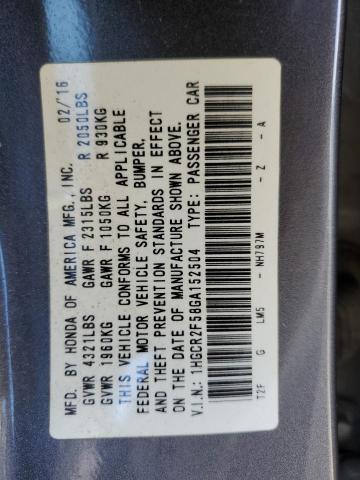 MFD. BY HONDA OF AMERICA MFG., INC. 02/'16
GVWR 4321LBS GAWR F 2315LBS R 2050LBS
GVWR 1960KG GAWR F 1050KG R 930KG
THIS VEHICLE CONFORMS TO ALL APPLICABLE
FEDERAL MOTOR VEHICLE SAFETY, BUMPER,
AND THEFT PREVENTION STANDARDS IN EFFECT
ON THE DATE OF MANUFACTURE SHOWN ABOVE.
V.I.N.: 1HGCR2F58GA152504 TYPE: PASSENGER CAR
T2F G LM5 - NH797M - Z - A